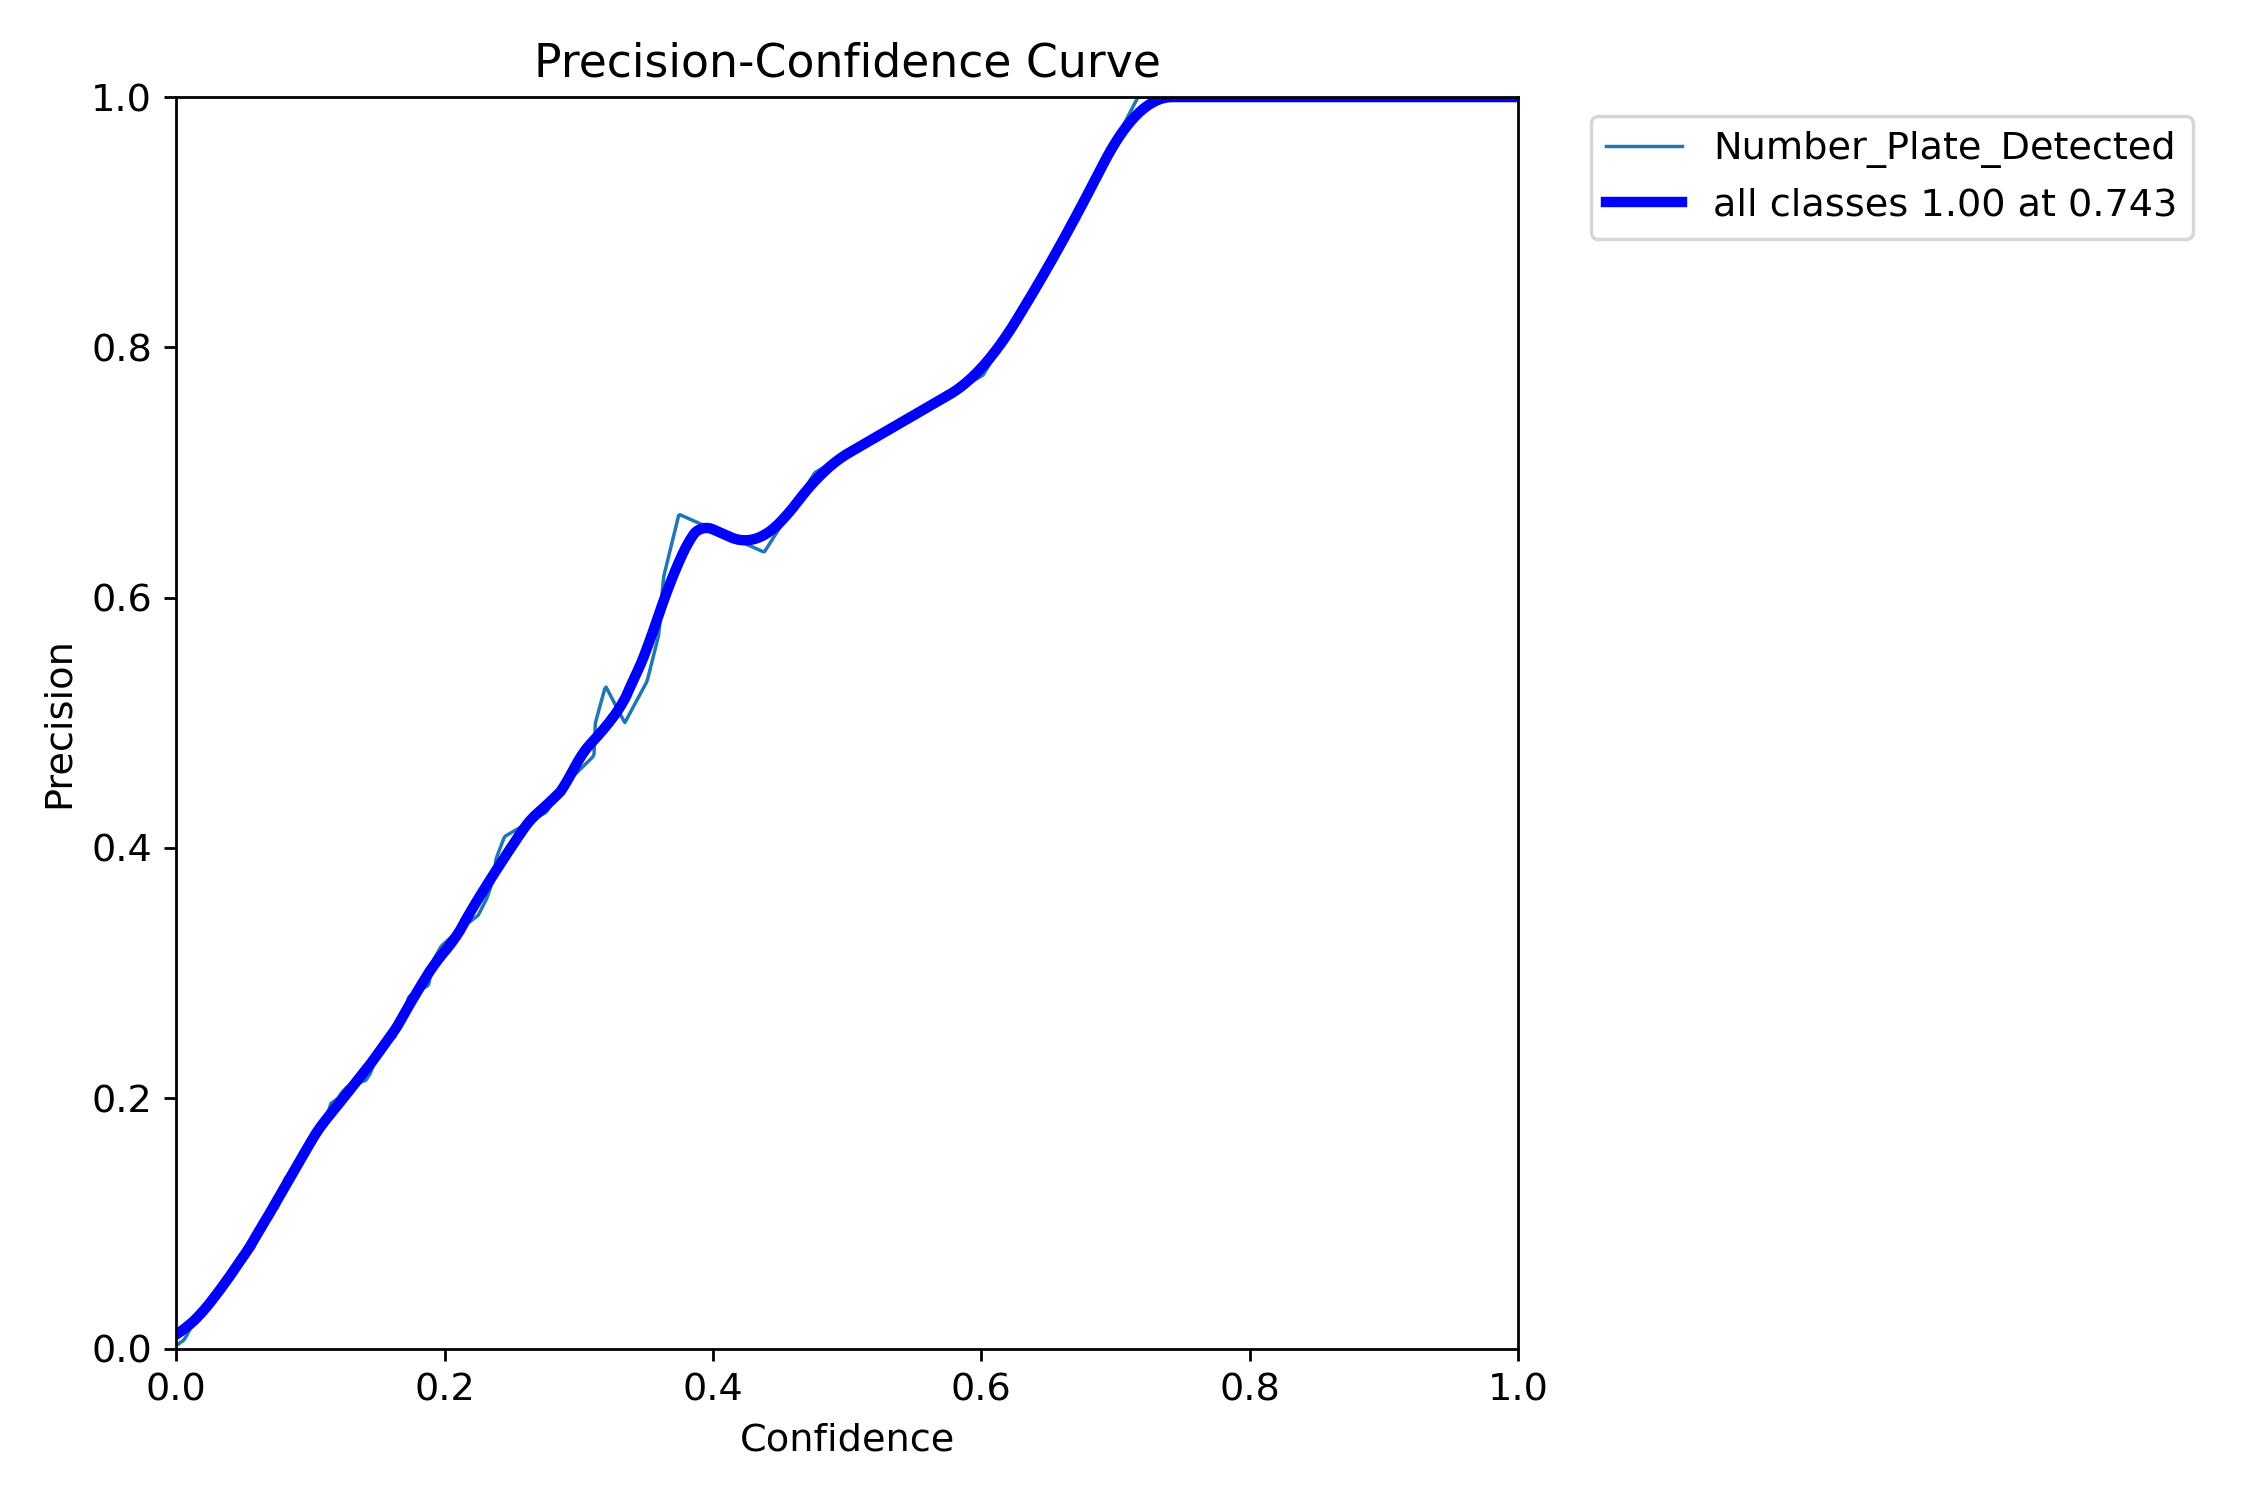 Precision-Confidence Curve
1.0
0.8
0.6
0.4
0.2
0.0
Precision
0.0 0.2 0.4 0.6 0.8 1.0
Confidence
Number_Plate_Detected
all classes 1.00 at 0.743